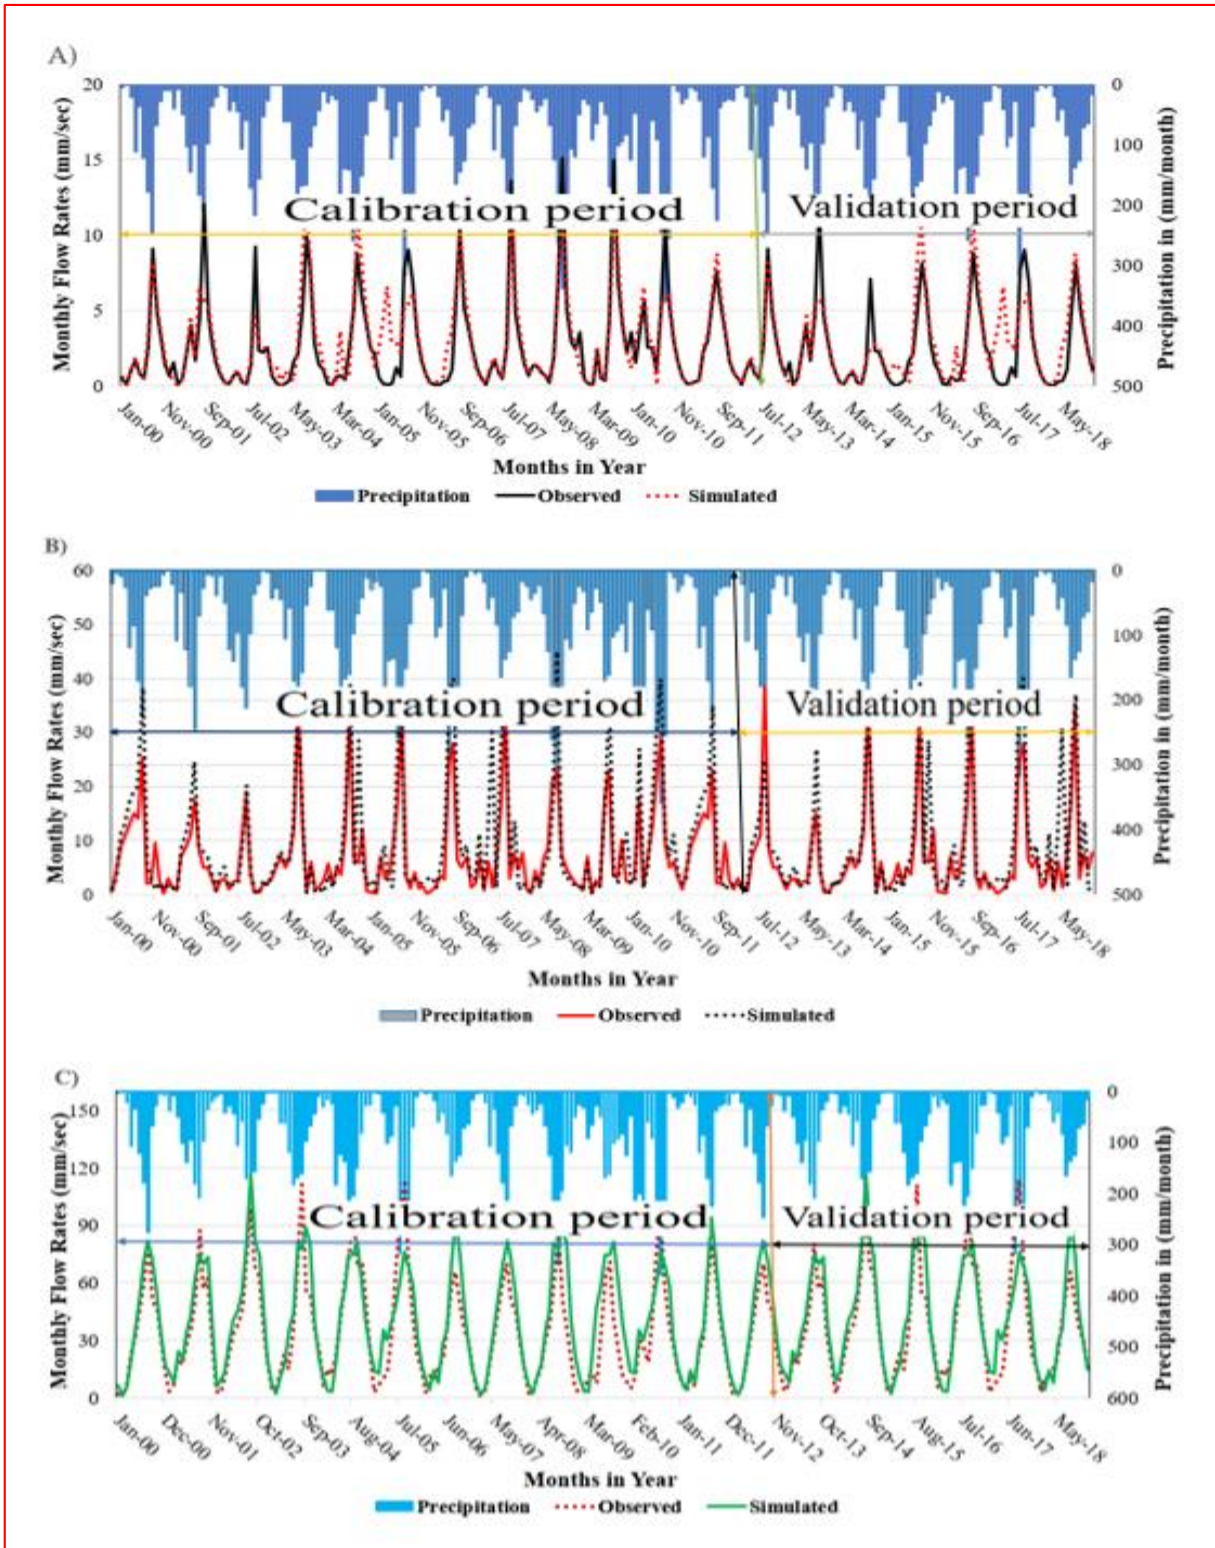 A)
20 0
Monthly Flow Rates (mm/sec)
15 100
10 200
5 300
0 400
500
Precipitation in (mm/month)
Calibration period Validation period
Jan-00 Nov-00 Sep-01 Jul-02 May-03 Mar-04 Jan-05 Nov-05 Sep-06 Jul-07 May-08 Mar-09 Jan-10 Nov-10 Sep-11 Jul-12 May-13 Mar-14 Jan-15 Nov-15 Sep-16 Jul-17 May-18
Months in Year
Precipitation Observed Simulated
B)
60 0
Monthly Flow Rates (mm/sec)
50 100
40 200
30 300
20 400
10 500
0
Precipitation in (mm/month)
Calibration period Validation period
Jan-00 Nov-00 Sep-01 Jul-02 May-03 Mar-04 Jan-05 Nov-05 Sep-06 Jul-07 May-08 Mar-09 Jan-10 Nov-10 Sep-11 Jul-12 May-13 Mar-14 Jan-15 Nov-15 Sep-16 Jul-17 May-18
Months in Year
Precipitation Observed Simulated
C)
150 0
Monthly Flow Rates (mm/sec)
120 100
90 200
60 300
30 400
0 500
600
Precipitation in (mm/month)
Calibration period Validation period
Jan-00 Dec-00 Nov-01 Oct-02 Sep-03 Aug-04 Jul-05 Jun-06 May-07 Apr-08 Mar-09 Feb-10 Jan-11 Dec-11 Nov-12 Oct-13 Sep-14 Aug-15 Jul-16 Jun-17 May-18
Months in Year
Precipitation Observed Simulated